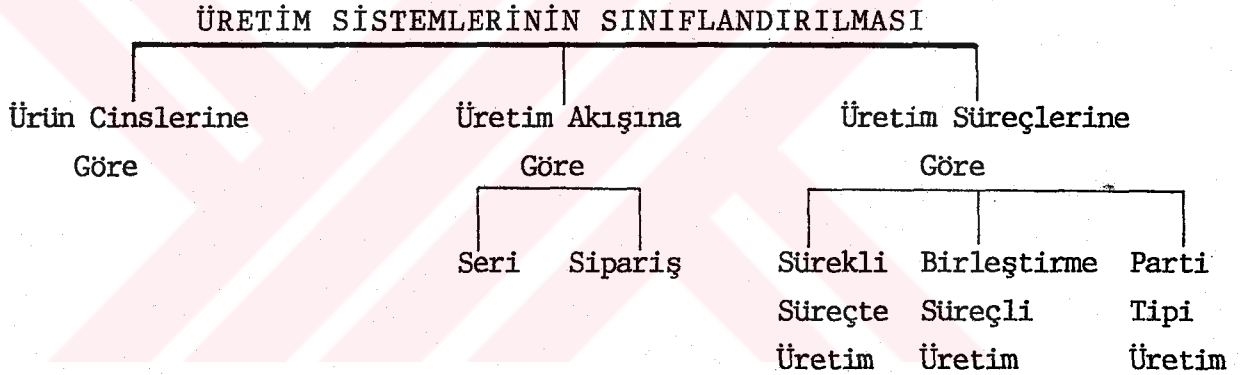 ÜRETİM SİSTEMLERİNİN SINIFLANDIRILMASI
Ürün Cinslerine
Göre
Üretim Akışına
Göre
Üretim Süreçlerine
Göre
Seri
Sipariş
Sürekli
Süreçte
Üretim
Birleştirme
Süreçli
Üretim
Parti
Tipi
Üretim